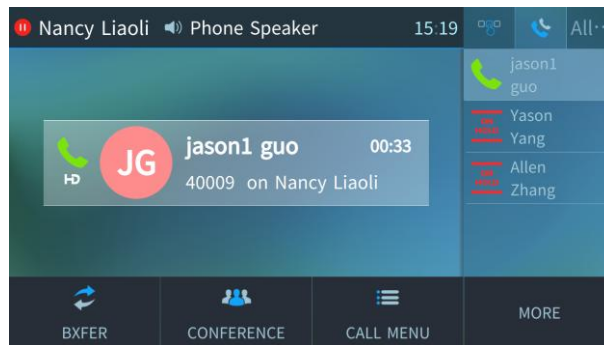 Nancy Liaoli Phone Speaker 15:19 All··
jason1
guo
Yason
Yang
Allen
Zhang
JG
HD
jason1 guo 00:33
40009 on Nancy Liaoli
BXFER CONFERENCE CALL MENU MORE